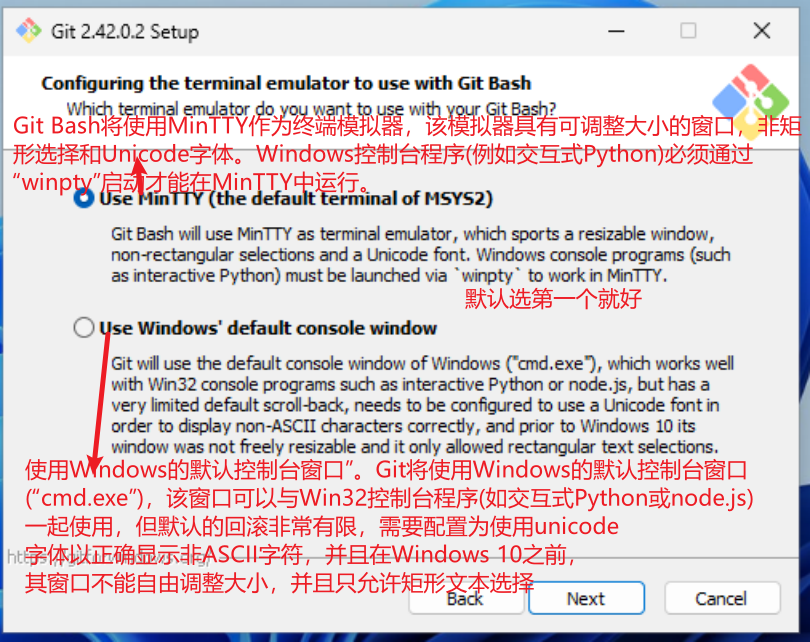 Git 2.42.0.2 Setup
Configuring the terminal emulator to use with Git Bash
Which terminal emulator do you want to use with your Git Bash?
Git Bash将使用MinTTY作为终端模拟器，该模拟器具有可调整大小的窗口，非矩
形选择和Unicode字体。Windows控制台程序(例如交互式Python)必须通过
“winpty”启动才能在MinTTY中运行。
Use MinTTY (the default terminal of MSYS2)
Git Bash will use MinTTY as terminal emulator, which sports a resizable window,
non-rectangular selections and a Unicode font. Windows console programs (such
as interactive Python) must be launched via `winpty` to work in MinTTY.
默认选第一个就好
Use Windows' default console window
Git will use the default console window of Windows ("cmd.exe"), which works well
with Win32 console programs such as interactive Python or node.js, but has a
very limited default scroll-back, needs to be configured to use a Unicode font in
order to display non-ASCII characters correctly, and prior to Windows 10 its
window was not freely resizable and it only allowed rectangular text selections.
使用Windows的默认控制台窗口”。Git将使用Windows的默认控制台窗口
(“cmd.exe”)，该窗口可以与Win32控制台程序(如交互式Python或node.js)
一起使用，但默认的回滚非常有限，需要配置为使用unicode
字体以正确显示非ASCII字符，并且在Windows 10之前，
https://gitforwindows.org/
其窗口不能自由调整大小，并且只允许矩形文本选择
Back
Next
Cancel